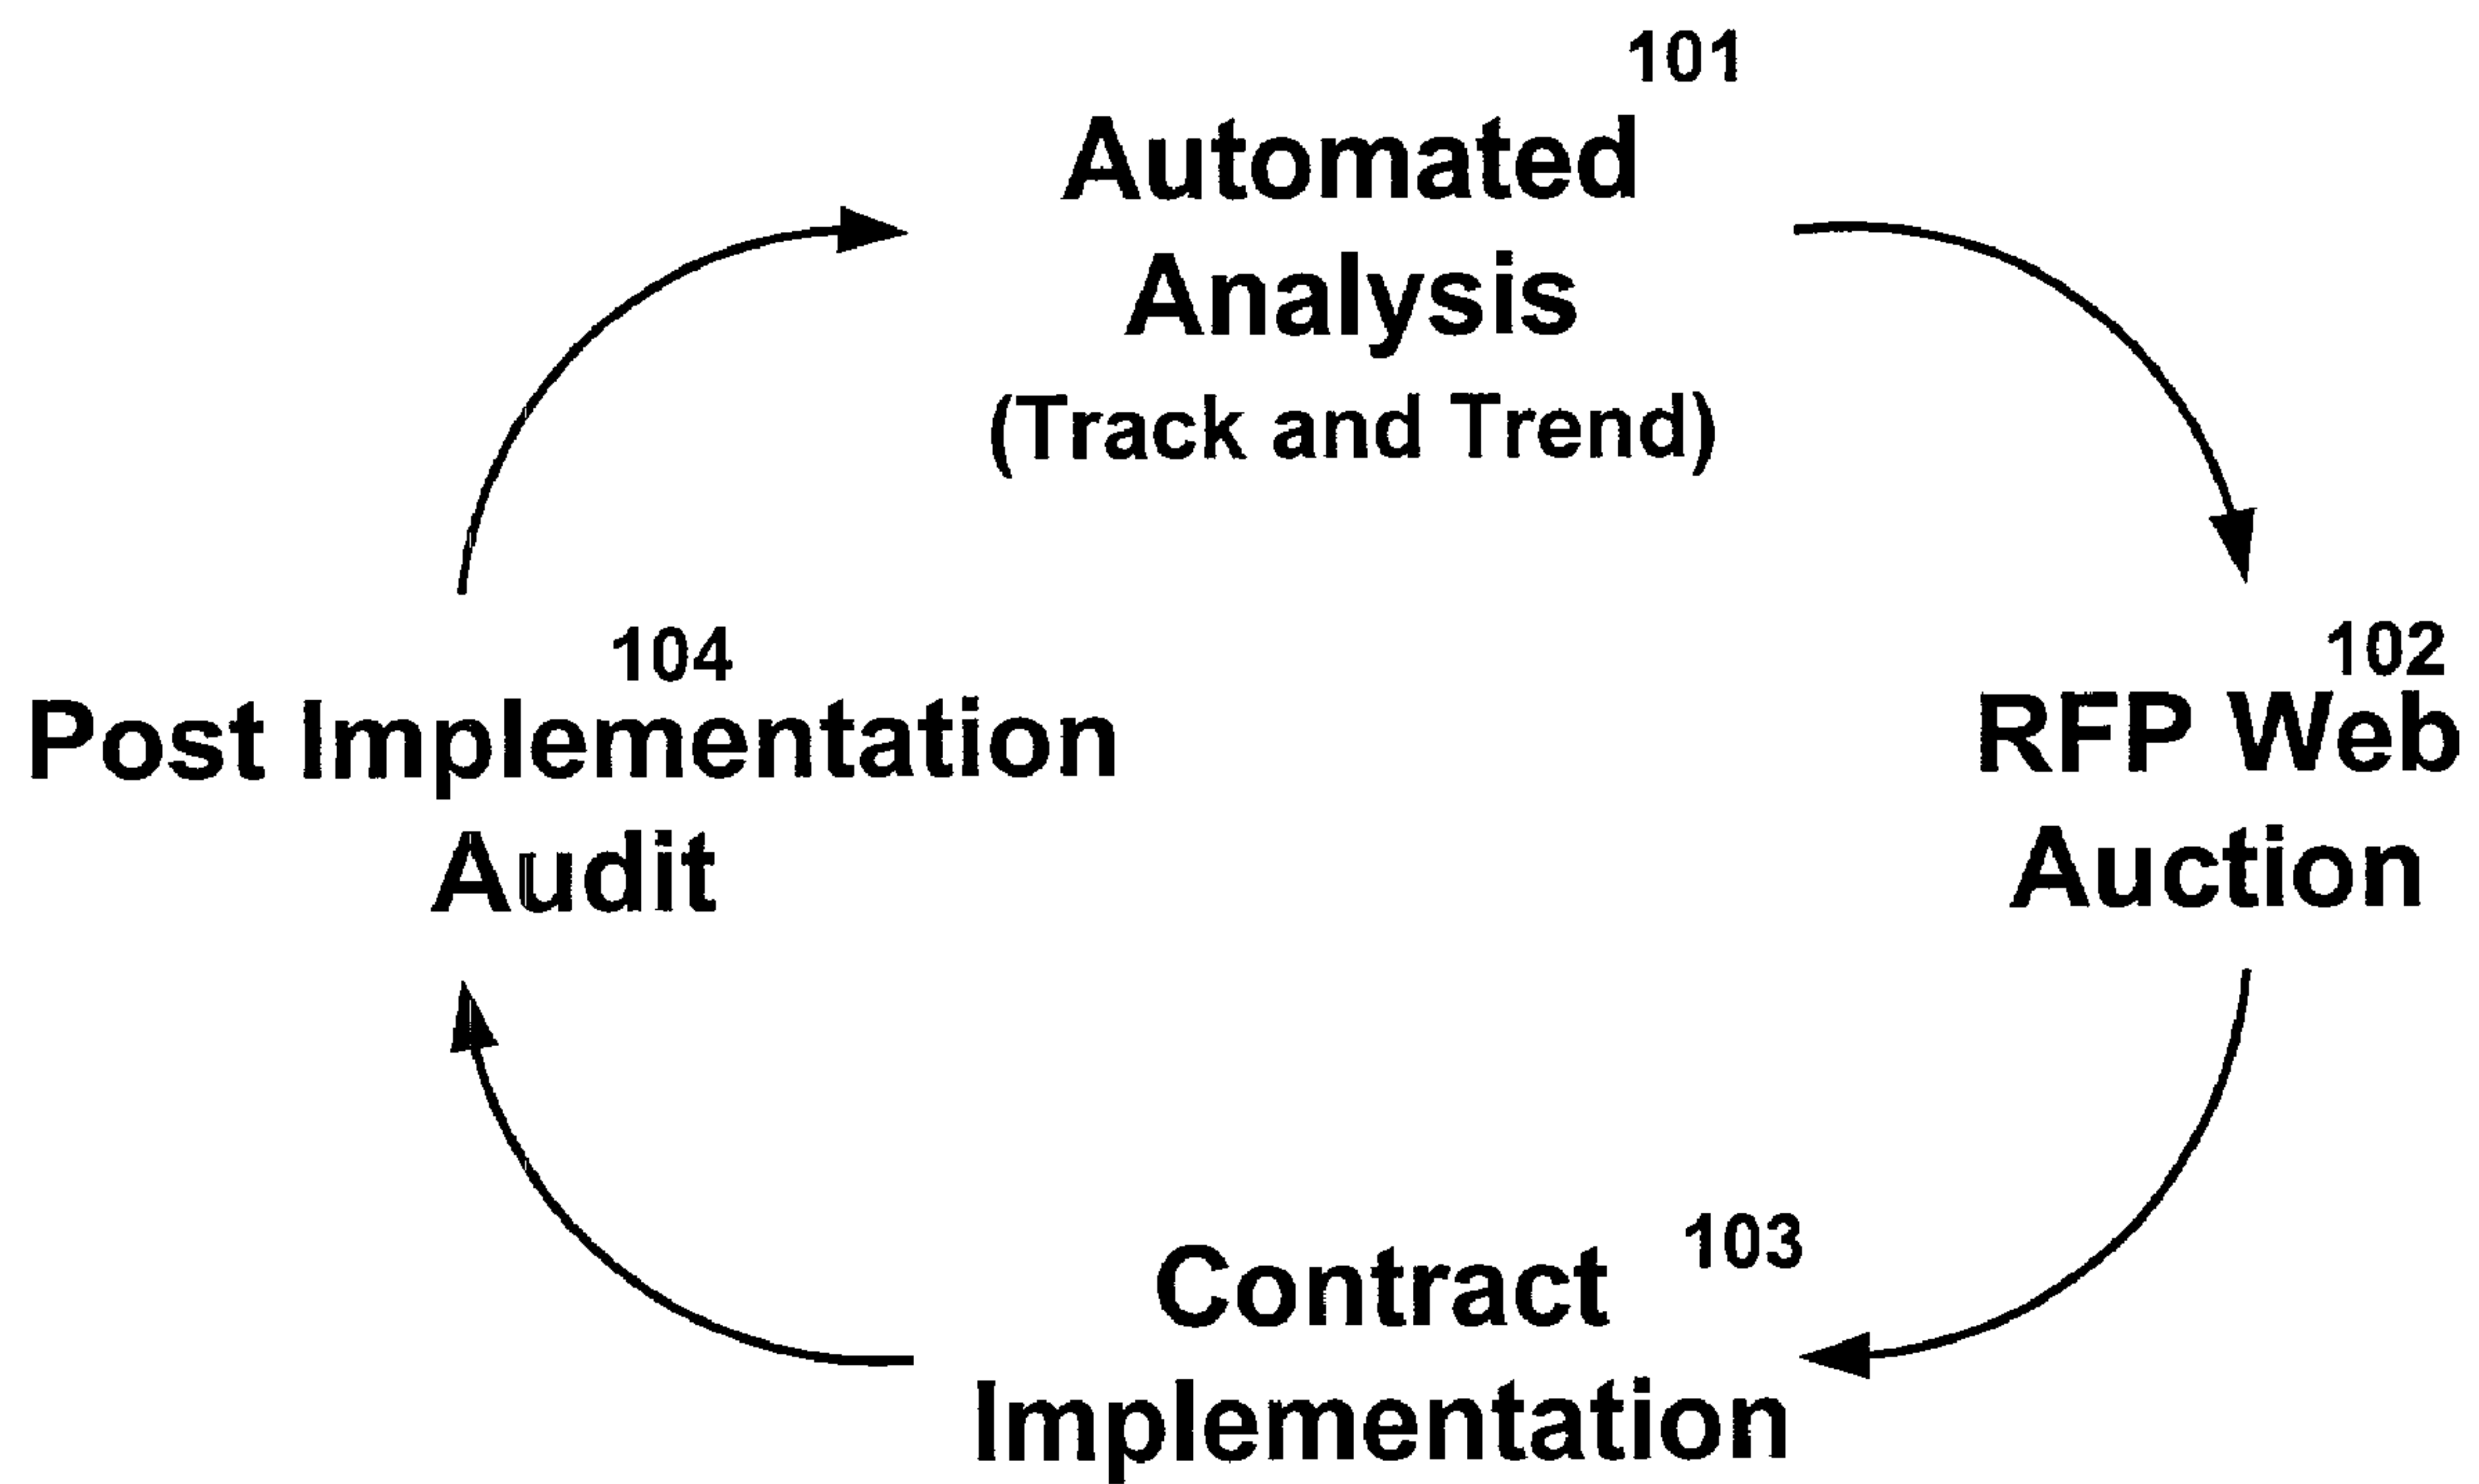 101
Automated
Analysis
(Track and Trend)
102
RFP Web
Auction
103
Contract
Implementation
104
Post Implementation
Audit